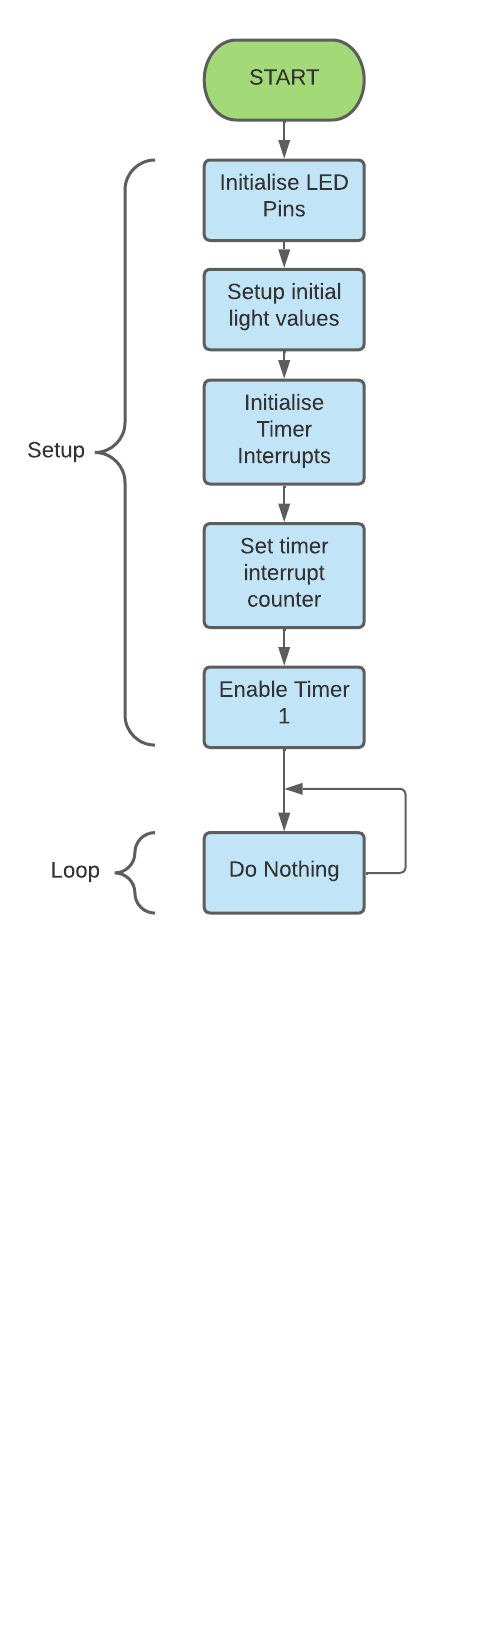 START
Initialise LED
Pins
Setup initial
light values
Initialise
Timer
Interrupts
Setup
Set timer
interrupt
counter
Enable Timer
1
Loop
Do Nothing